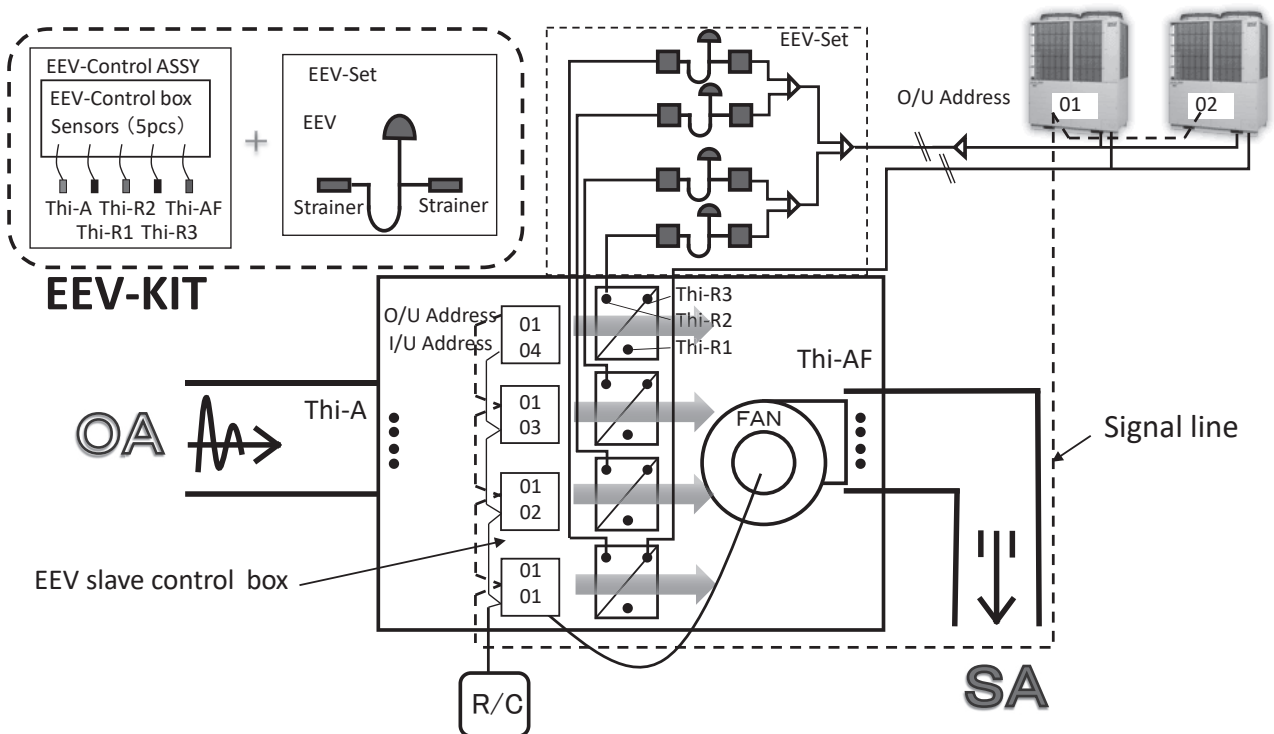 EEV-Control ASSY
EEV-Control box
Sensors（5pcs）
Thi-A Thi-R2 Thi-AF
Thi-R1 Thi-R3
+
EEV-Set
EEV
Strainer
Strainer
EEV-KIT
EEV-Set
O/U Address
01
02
O/U Address
I/U Address
01
04
01
03
01
02
01
01
Thi-R3
Thi-R2
Thi-R1
Thi-A
Thi-AF
OA
FAN
Signal line
EEV slave control box
R/C
SA